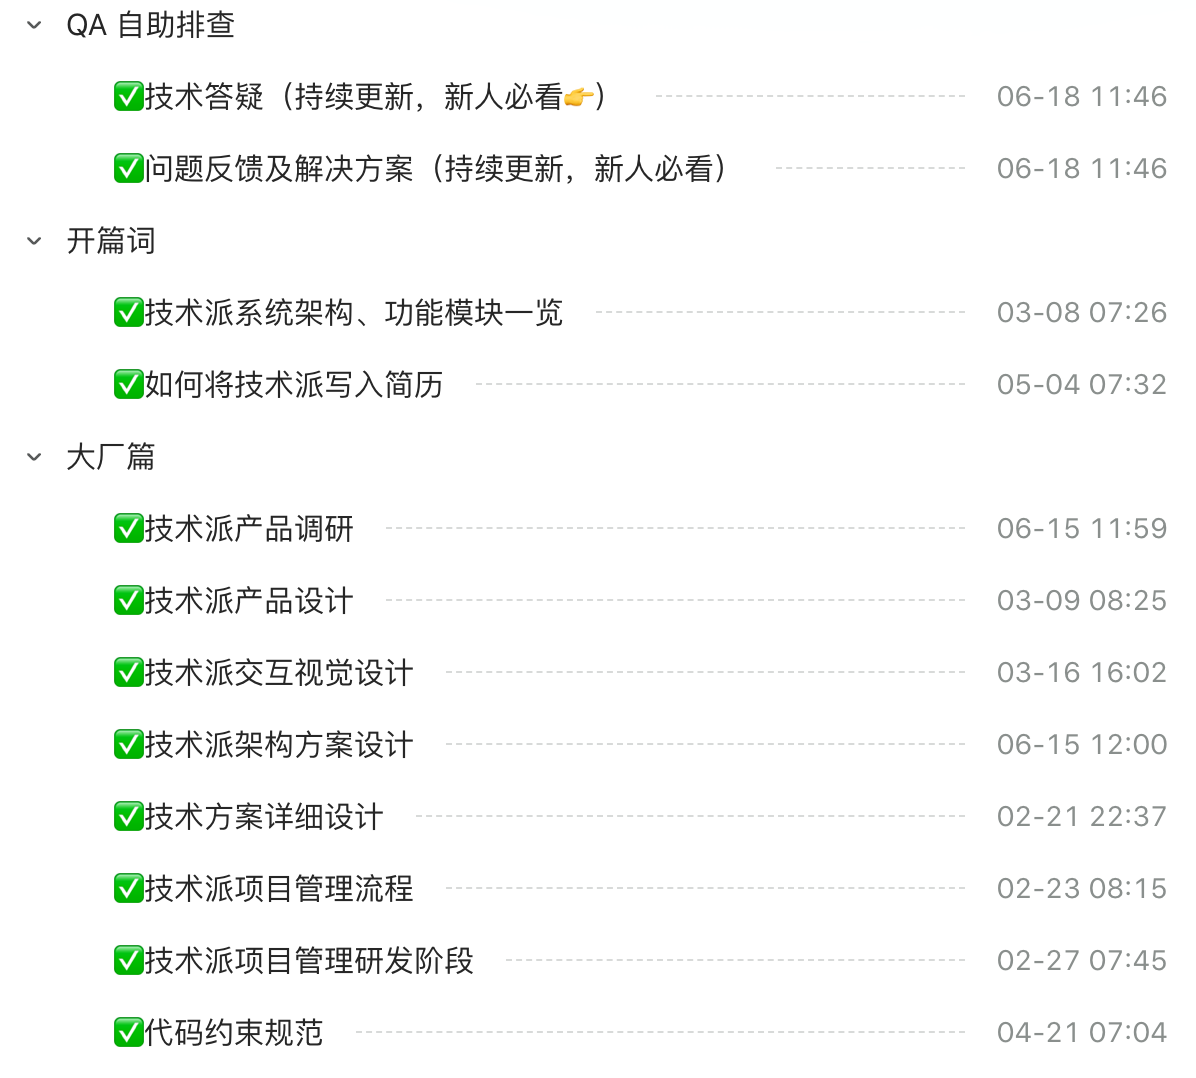 QA 自助排查
✅技术答疑（持续更新，新人必看👉） 06-18 11:46
✅问题反馈及解决方案（持续更新，新人必看） 06-18 11:46
开篇词
✅技术派系统架构、功能模块一览 03-08 07:26
✅如何将技术派写入简历 05-04 07:32
大厂篇
✅技术派产品调研 06-15 11:59
✅技术派产品设计 03-09 08:25
✅技术派交互视觉设计 03-16 16:02
✅技术派架构方案设计 06-15 12:00
✅技术方案详细设计 02-21 22:37
✅技术派项目管理流程 02-23 08:15
✅技术派项目管理研发阶段 02-27 07:45
✅代码约束规范 04-21 07:04